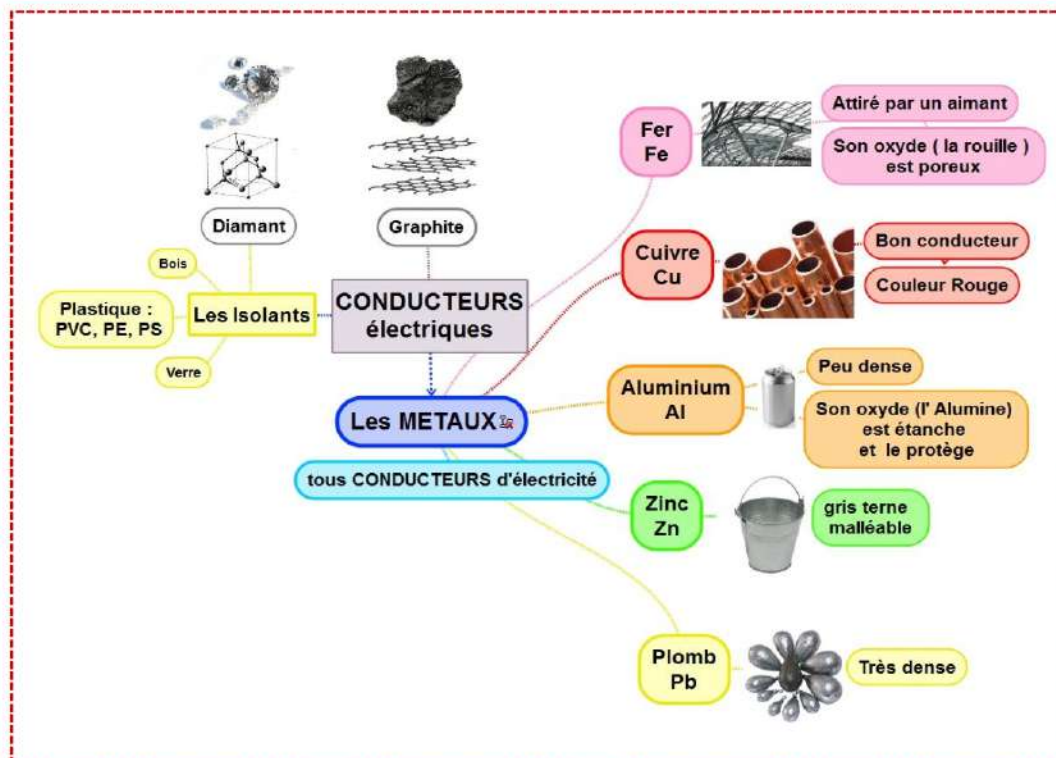 Diamant
Graphite
Bois
Plastique :
PVC, PE, PS
Verre
Les Isolants
CONDUCTEURS
électriques
Les METAUX
tous CONDUCTEURS d'électricité
Fer
Fe
Attiré par un aimant
Son oxyde ( la rouille )
est poreux
Cuivre
Cu
Bon conducteur
Couleur Rouge
Aluminium
Al
Peu dense
Son oxyde (l' Alumine)
est étanche
et le protège
Zinc
Zn
gris terne
malléable
Plomb
Pb
Très dense